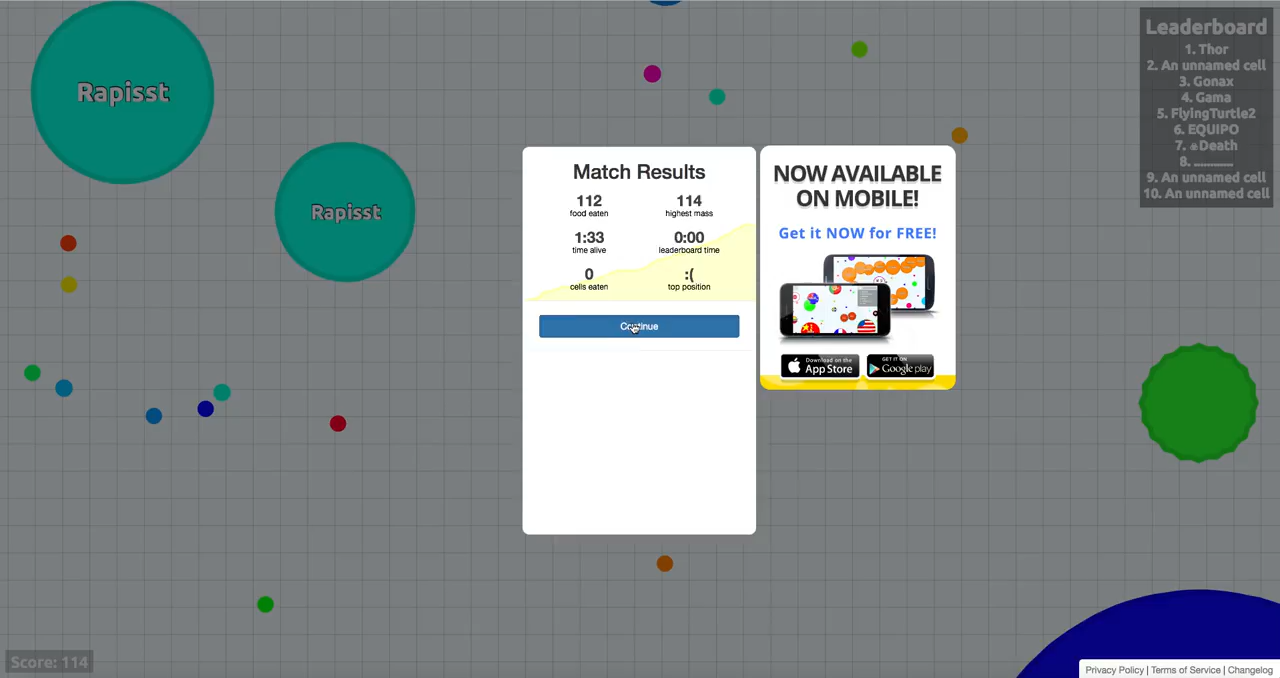 Rapisst
Rapisst
Match Results
112
food eaten
114
highest mass
1:33
time alive
0:00
leaderboard time
0
cells eaten
:(
top position
Continue
NOW AVAILABLE
ON MOBILE!
Get it NOW for FREE!
Download on the
App Store
GET IT ON
Google play
Leaderboard
1. Thor
2. An unnamed cell
3. Gonax
4. Gama
5. FlyingTurtle2
6. EQUIPO
7. ֍Death
8. ............
9. An unnamed cell
10. An unnamed cell
Score: 114
Privacy Policy | Terms of Service | Changelog